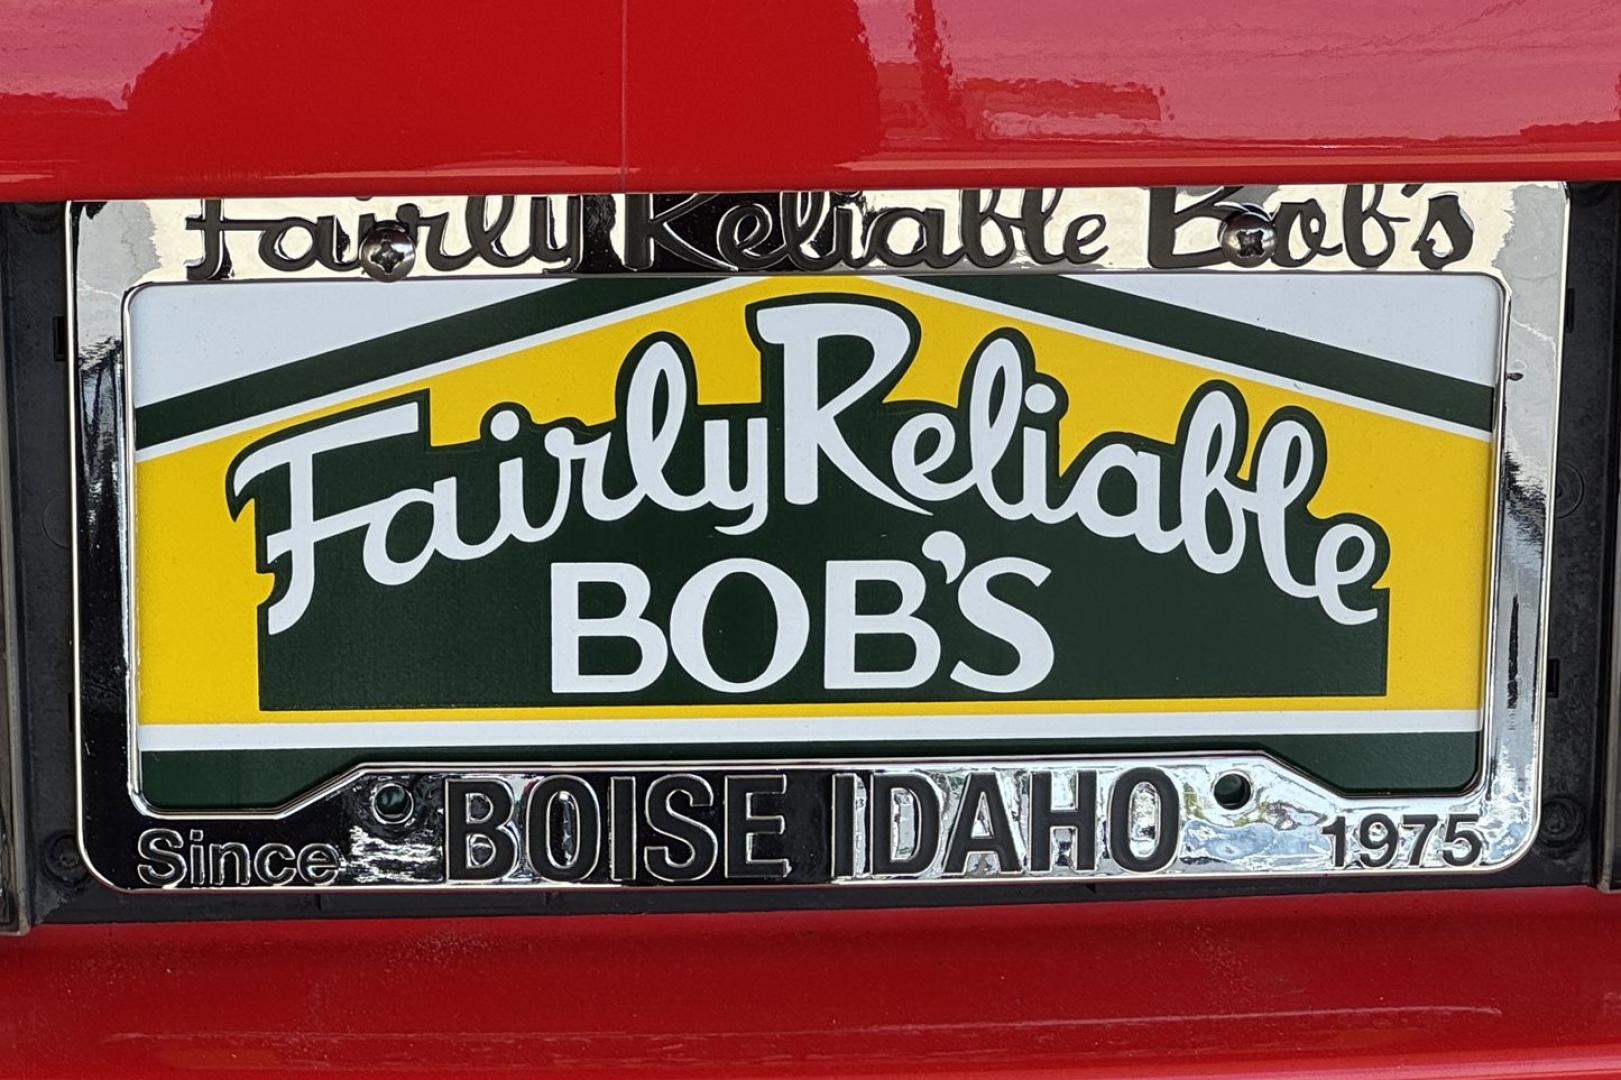 Fairly Reliable Bob's
Fairly Reliable
BOB'S
Since BOISE IDAHO 1975